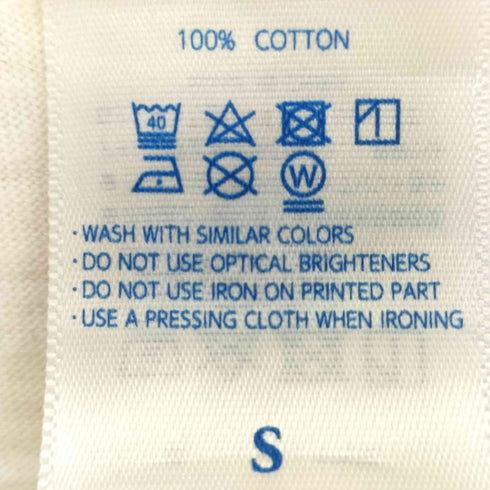 100% COTTON
40
W
· WASH WITH SIMILAR COLORS
· DO NOT USE OPTICAL BRIGHTENERS
· DO NOT USE IRON ON PRINTED PART
· USE A PRESSING CLOTH WHEN IRONING
S